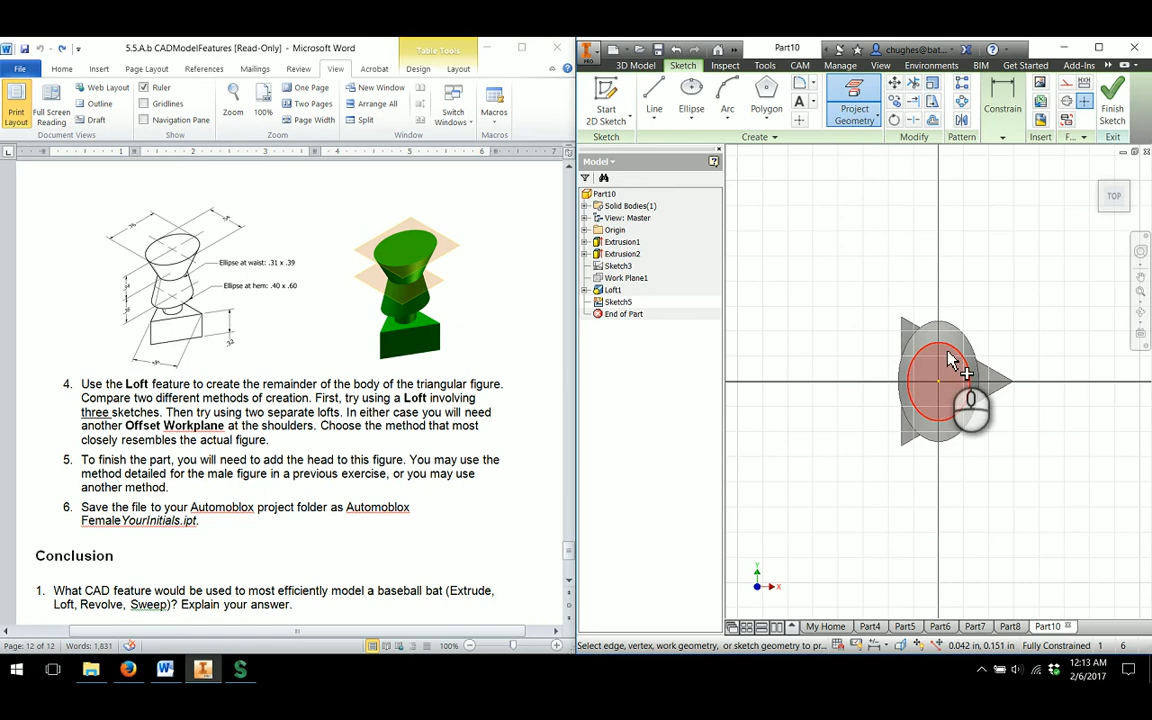 5.5.A.b CADModelFeatures [Read-Only] - Microsoft Word
Table Tools
File Home Insert Page Layout References Mailings Review View Acrobat Design Layout
Print Layout
Full Screen Reading
Web Layout
Outline
Draft
Document Views
Ruler
Gridlines
Navigation Pane
Show
Zoom
100%
One Page
Two Pages
Page Width
Zoom
New Window
Arrange All
Split
Switch Windows
Window
Macros
Macros
Ellipse at waist: .31 x .39
Ellipse at hem: .40 x .60
4. Use the Loft feature to create the remainder of the body of the triangular figure.
Compare two different methods of creation. First, try using a Loft involving
three sketches. Then try using two separate lofts. In either case you will need
another Offset Workplane at the shoulders. Choose the method that most
closely resembles the actual figure.
5. To finish the part, you will need to add the head to this figure. You may use the
method detailed for the male figure in a previous exercise, or you may use
another method.
6. Save the file to your Automoblox project folder as Automoblox
FemaleYourInitials.ipt.
Conclusion
1. What CAD feature would be used to most efficiently model a baseball bat (Extrude,
Loft, Revolve, Sweep)? Explain your answer.
Page: 12 of 12 Words: 1,831 100%
PRO
Part10
chughes@bat...
3D Model Sketch Inspect Tools CAM Manage View Environments BIM Get Started Add-Ins
Start 2D Sketch
Sketch
Line
Ellipse
Arc
Polygon
Project Geometry
Create
Modify
Pattern
Constrain
Insert
F...
Finish Sketch
Exit
Model
Part10
Solid Bodies(1)
View: Master
Origin
Extrusion1
Extrusion2
Sketch3
Work Plane1
Loft1
Sketch5
End of Part
TOP
Y
X
My Home Part4 Part5 Part6 Part7 Part8 Part10
Select edge, vertex, work geometry, or sketch geometry to pr...
0.042 in, 0.151 in Fully Constrained 1 6
12:13 AM
2/6/2017